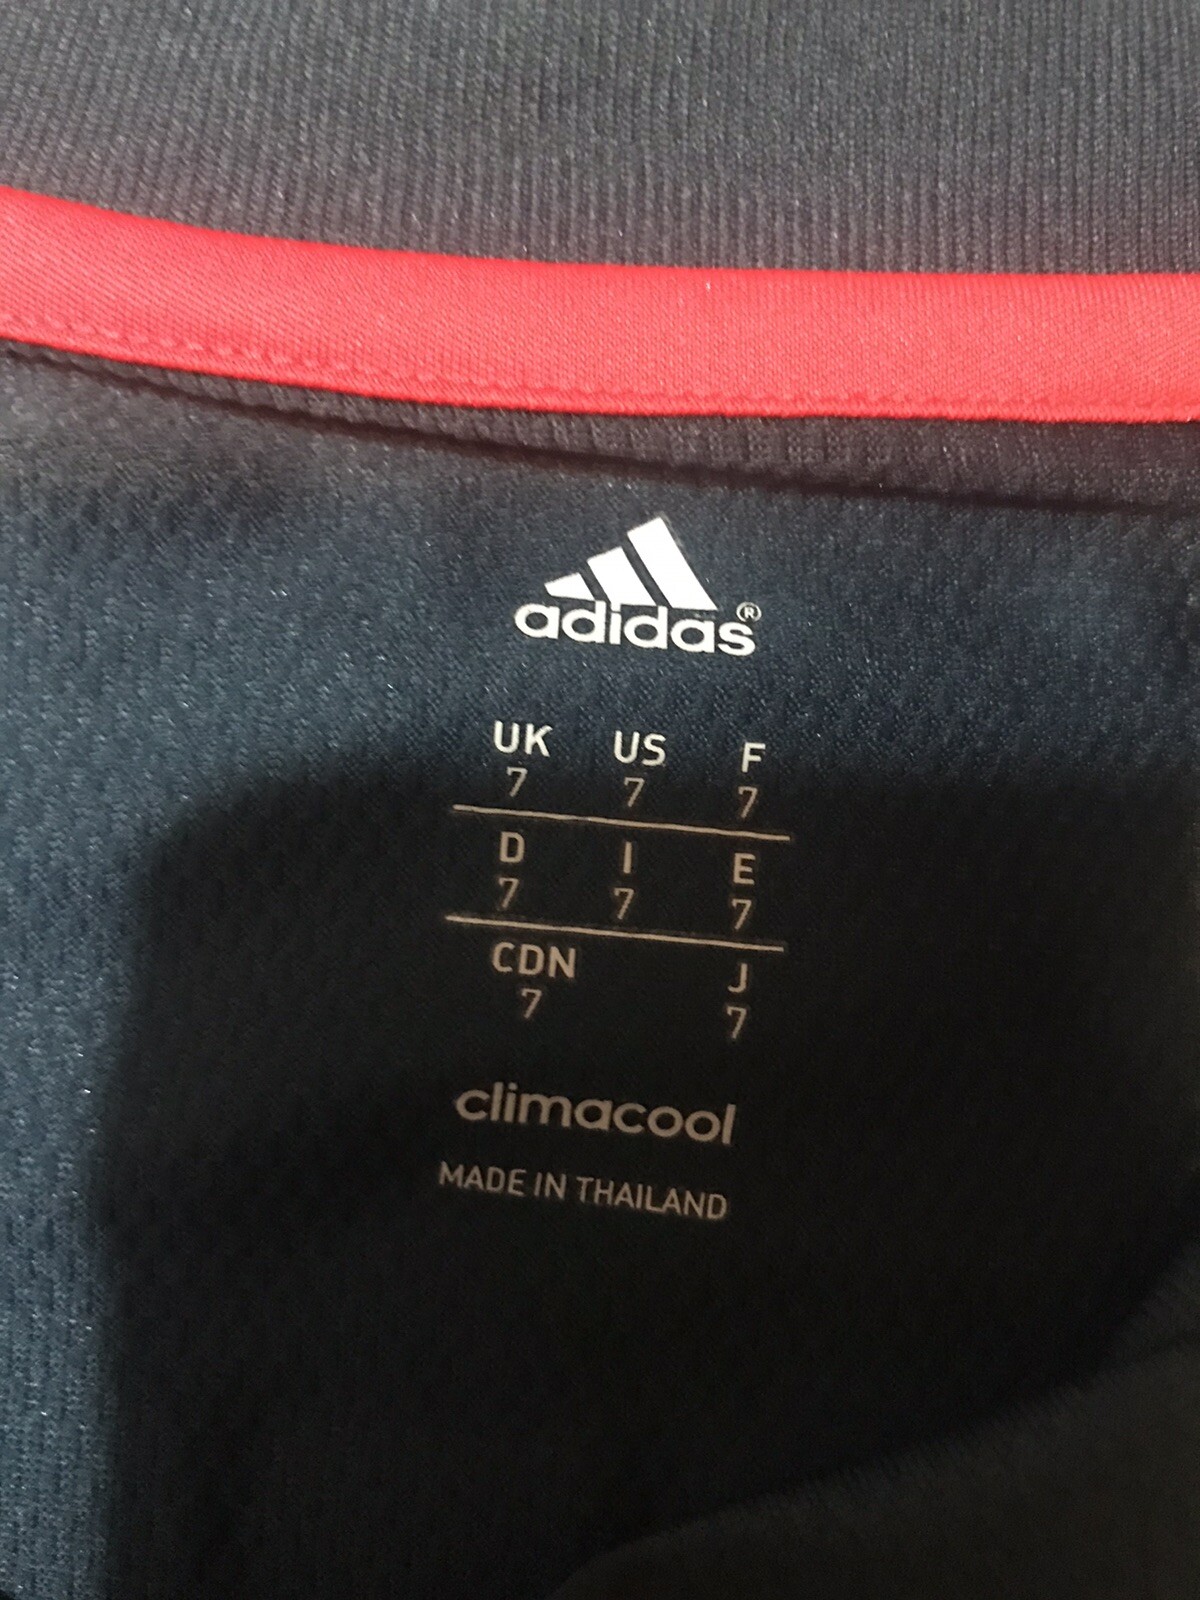 adidas®
UK US F
7 7 7
D I E
7 7 7
CDN J
7 7
climacool
MADE IN THAILAND